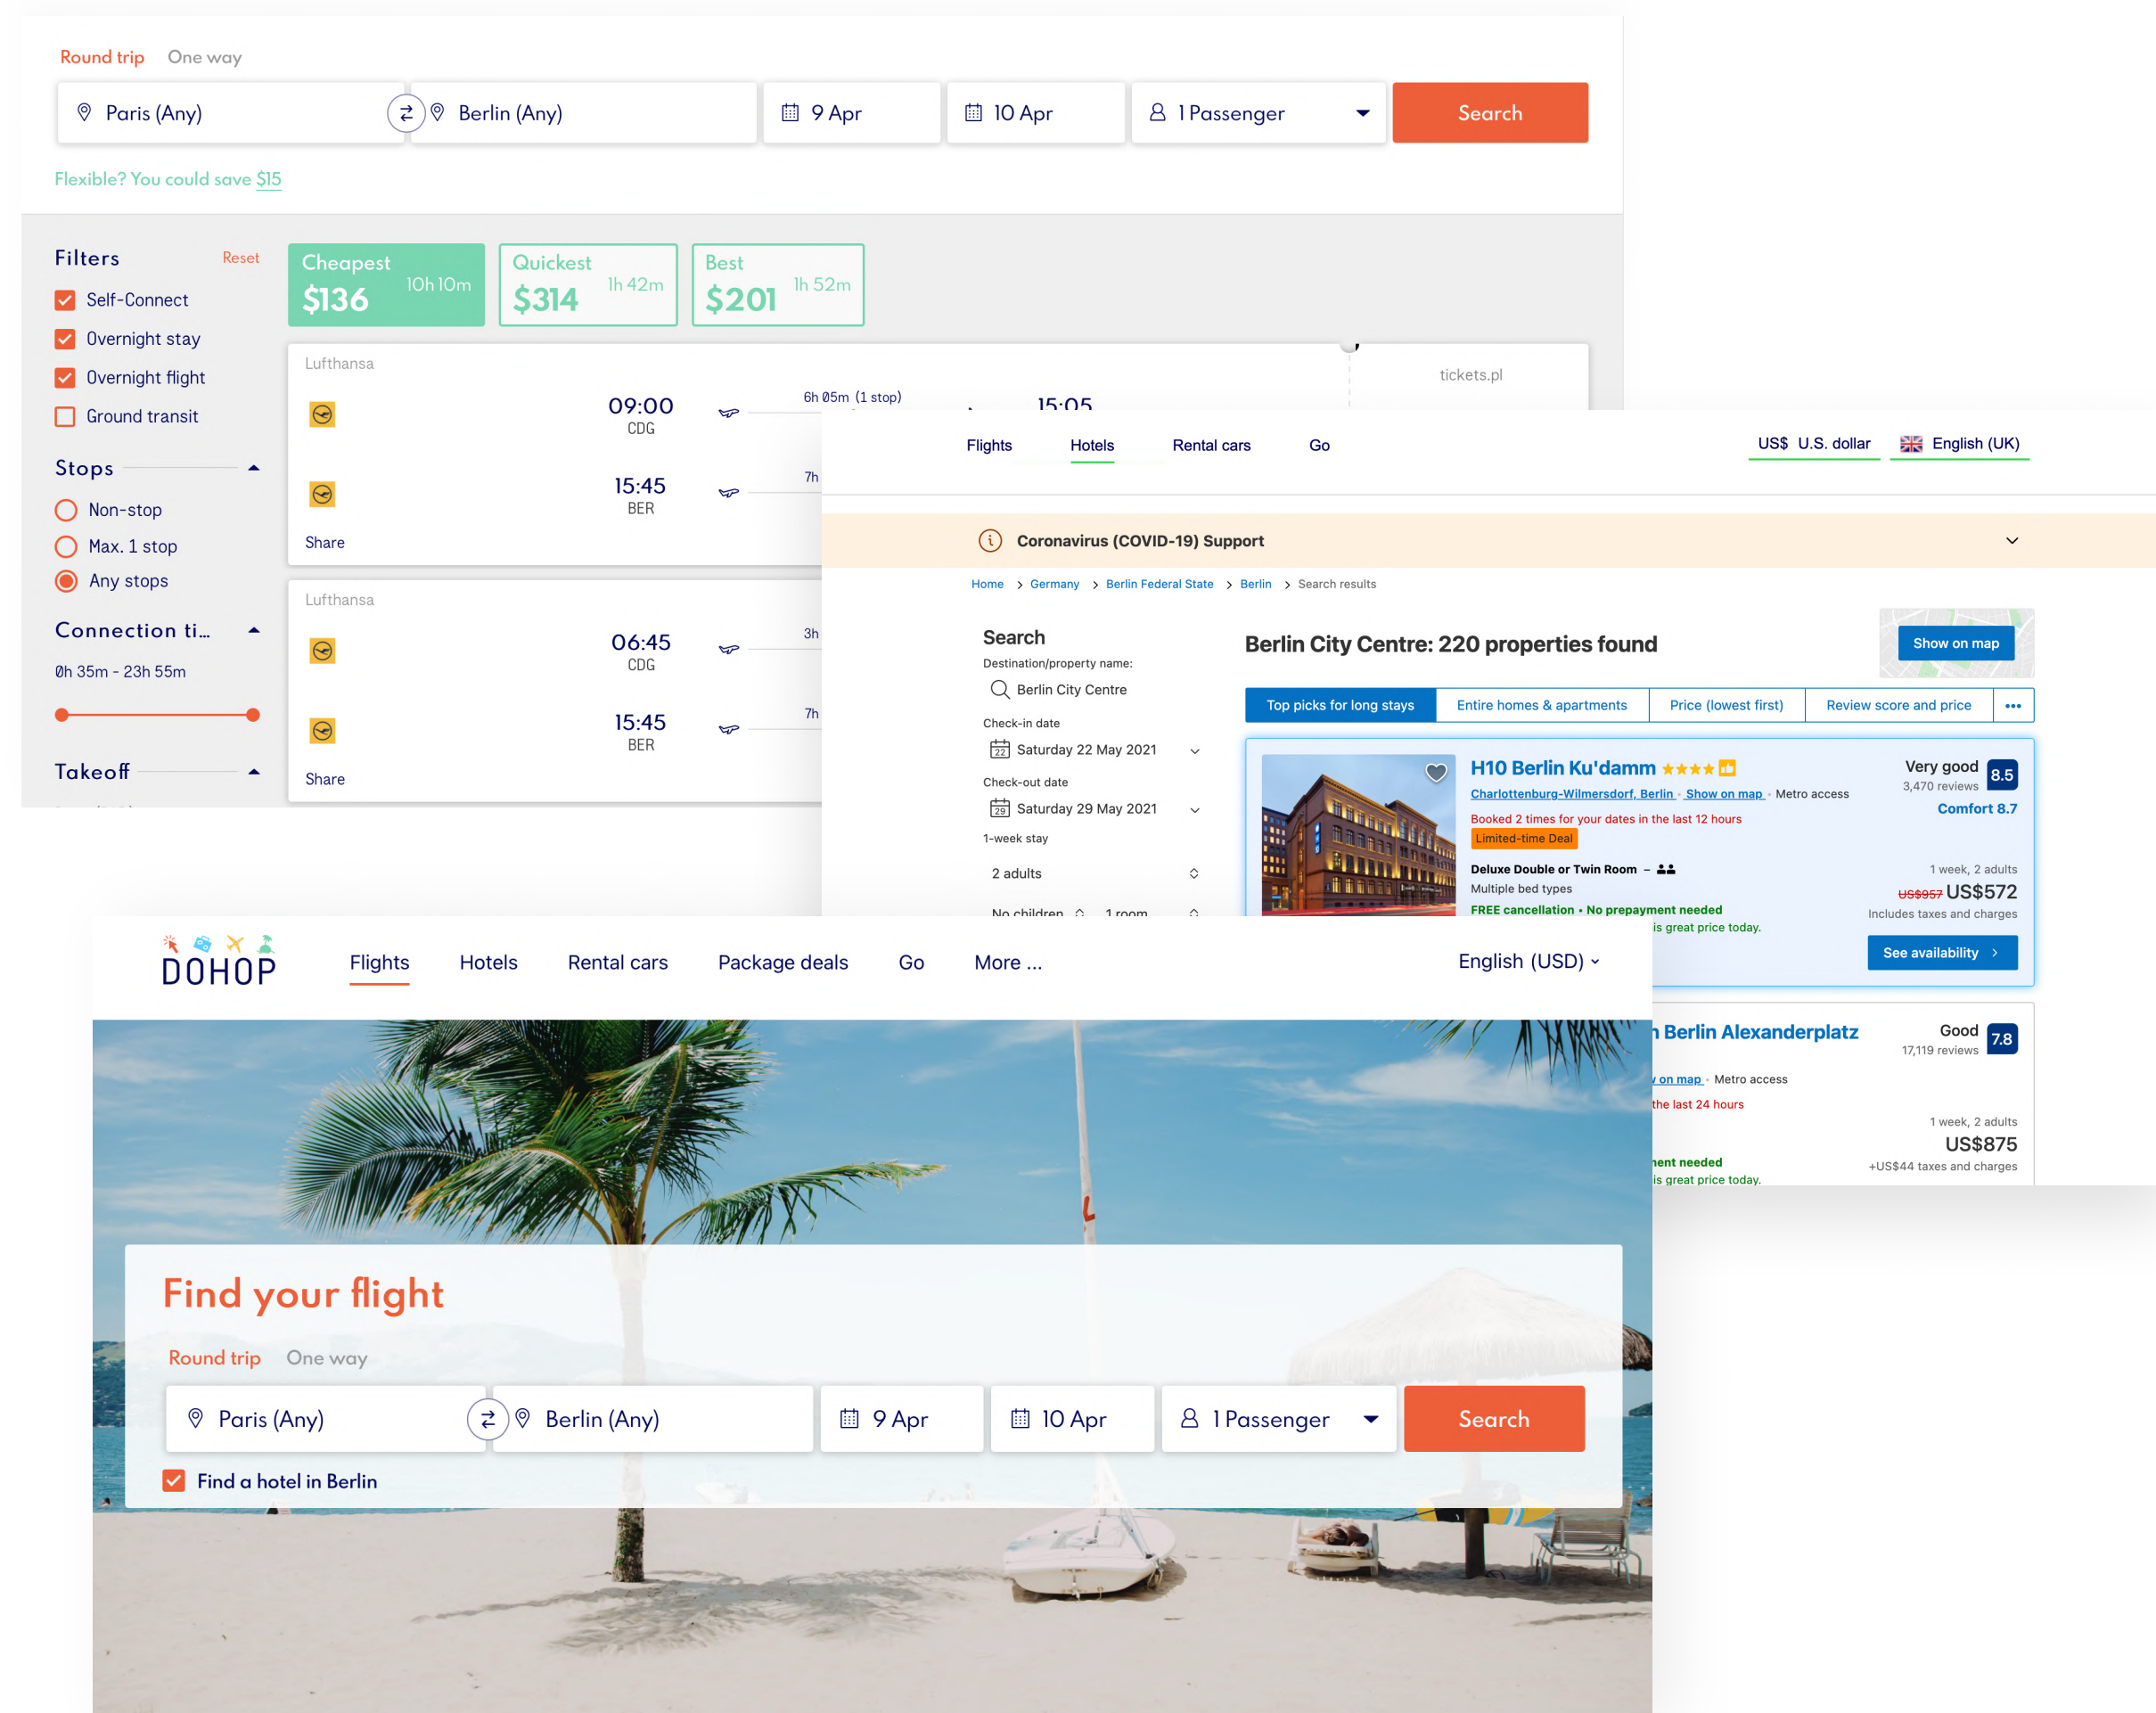 Round trip One way
Paris (Any) Berlin (Any) 9 Apr 10 Apr 1 Passenger Search
Flexible? You could save $15
Filters Reset
Self-Connect
Overnight stay
Overnight flight
Ground transit
Stops
Non-stop
Max. 1 stop
Any stops
Connection ti...
0h 35m - 23h 55m
Takeoff
Cheapest
$136 10h 10m
Quickest
$314 1h 42m
Best
$201 1h 52m
Lufthansa
tickets.pl
6h 05m (1 stop)
09:00 15:05
CDG
7h
15:45
BER
Share
Lufthansa
3h
06:45
CDG
7h
15:45
BER
Share
Flights Hotels Rental cars Go US$ U.S. dollar English (UK)
Coronavirus (COVID-19) Support
Home > Germany > Berlin Federal State > Berlin > Search results
Search
Destination/property name:
Berlin City Centre
Check-in date
22 Saturday 22 May 2021
Check-out date
29 Saturday 29 May 2021
1-week stay
2 adults
No children 1 room
Berlin City Centre: 220 properties found
Show on map
Top picks for long stays Entire homes & apartments Price (lowest first) Review score and price •••
H10 Berlin Ku'damm
Charlottenburg-Wilmersdorf, Berlin · Show on map · Metro access
Booked 2 times for your dates in the last 12 hours
Limited-time Deal
Deluxe Double or Twin Room –
Multiple bed types
FREE cancellation • No prepayment needed
is great price today.
Very good 8.5
3,470 reviews
Comfort 8.7
1 week, 2 adults
US$957 US$572
Includes taxes and charges
See availability
Berlin Alexanderplatz
on map · Metro access
the last 24 hours
needed
is great price today.
Good 7.8
17,119 reviews
1 week, 2 adults
US$875
+US$44 taxes and charges
DOHOP Flights Hotels Rental cars Package deals Go More ... English (USD)
Find your flight
Round trip One way
Paris (Any) Berlin (Any) 9 Apr 10 Apr 1 Passenger Search
Find a hotel in Berlin